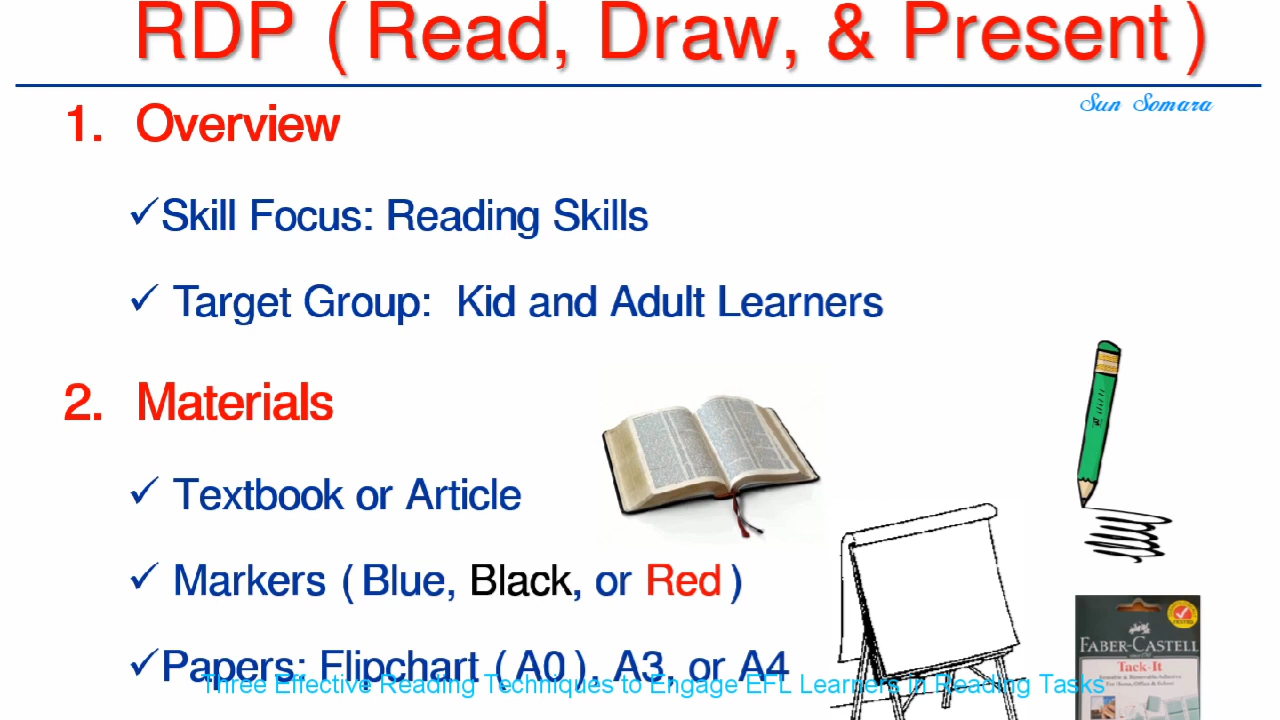 RDP ( Read, Draw, & Present )
Sun Somara
1. Overview
✓Skill Focus: Reading Skills
✓ Target Group: Kid and Adult Learners
2. Materials
✓ Textbook or Article
✓ Markers ( Blue, Black, or Red )
✓Papers: Flipchart ( A0 ), A3, or A4
Three Effective Reading Techniques to Engage EFL Learners in Reading Tasks
FABER-CASTELL
Tack-It